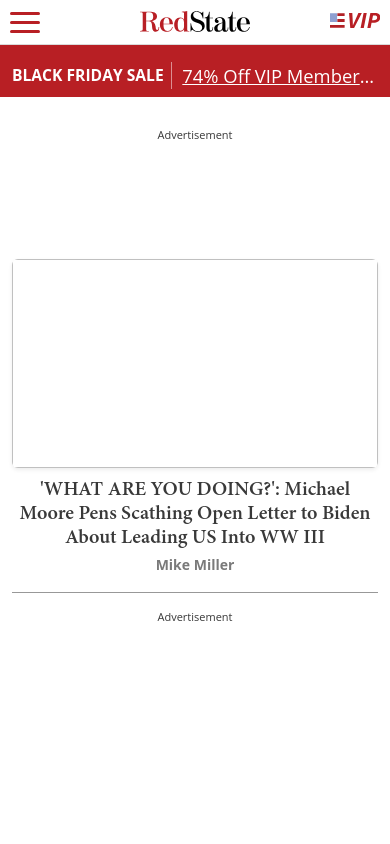 RedState
VIP
BLACK FRIDAY SALE
74% Off VIP Member...
Advertisement
'WHAT ARE YOU DOING?': Michael
Moore Pens Scathing Open Letter to Biden
About Leading US Into WW III
Mike Miller
Advertisement